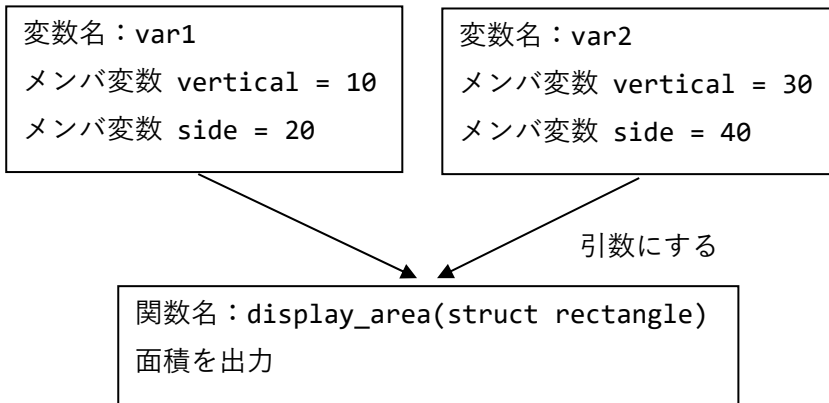 変数名：var1
メンバ変数 vertical = 10
メンバ変数 side = 20
変数名：var2
メンバ変数 vertical = 30
メンバ変数 side = 40
引数にする
関数名：display_area(struct rectangle)
面積を出力